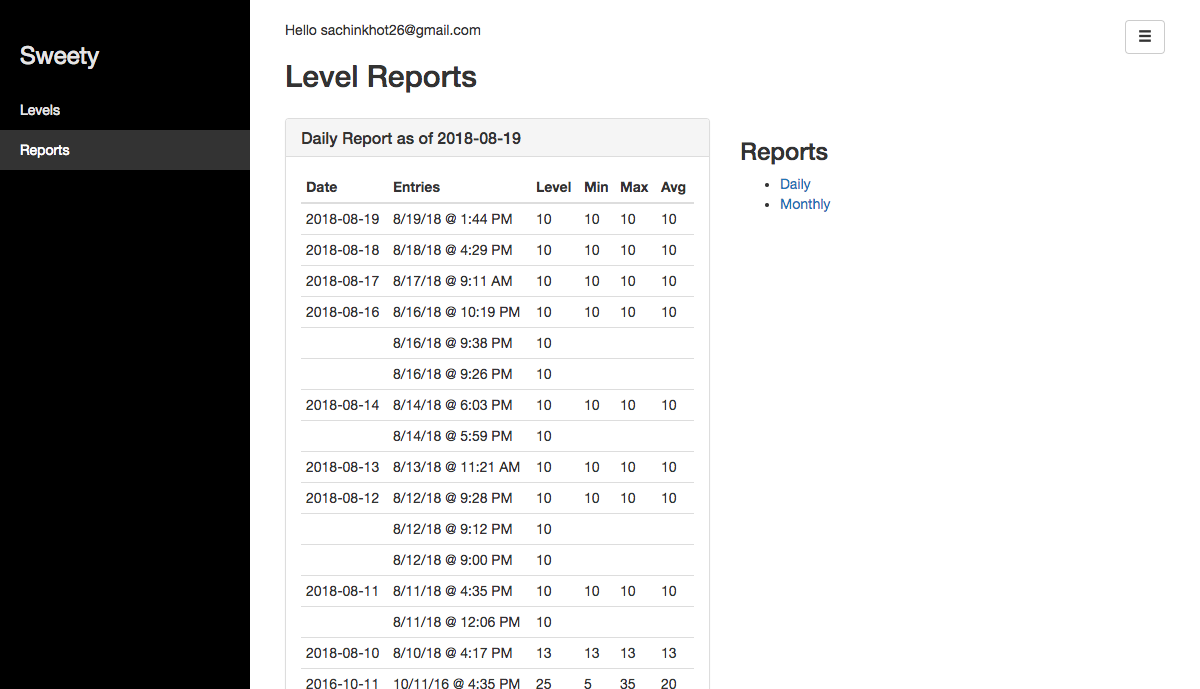 Hello sachinkhot26@gmail.com
Sweety
Levels
Reports
Level Reports
Daily Report as of 2018-08-19
Date Entries Level Min Max Avg
2018-08-19 8/19/18 @ 1:44 PM 10 10 10 10
2018-08-18 8/18/18 @ 4:29 PM 10 10 10 10
2018-08-17 8/17/18 @ 9:11 AM 10 10 10 10
2018-08-16 8/16/18 @ 10:19 PM 10 10 10 10
8/16/18 @ 9:38 PM 10
8/16/18 @ 9:26 PM 10
2018-08-14 8/14/18 @ 6:03 PM 10 10 10 10
8/14/18 @ 5:59 PM 10
2018-08-13 8/13/18 @ 11:21 AM 10 10 10 10
2018-08-12 8/12/18 @ 9:28 PM 10 10 10 10
8/12/18 @ 9:12 PM 10
8/12/18 @ 9:00 PM 10
2018-08-11 8/11/18 @ 4:35 PM 10 10 10 10
8/11/18 @ 12:06 PM 10
2018-08-10 8/10/18 @ 4:17 PM 13 13 13 13
2016-10-11 10/11/16 @ 4:35 PM 25 5 35 20
Reports
Daily
Monthly